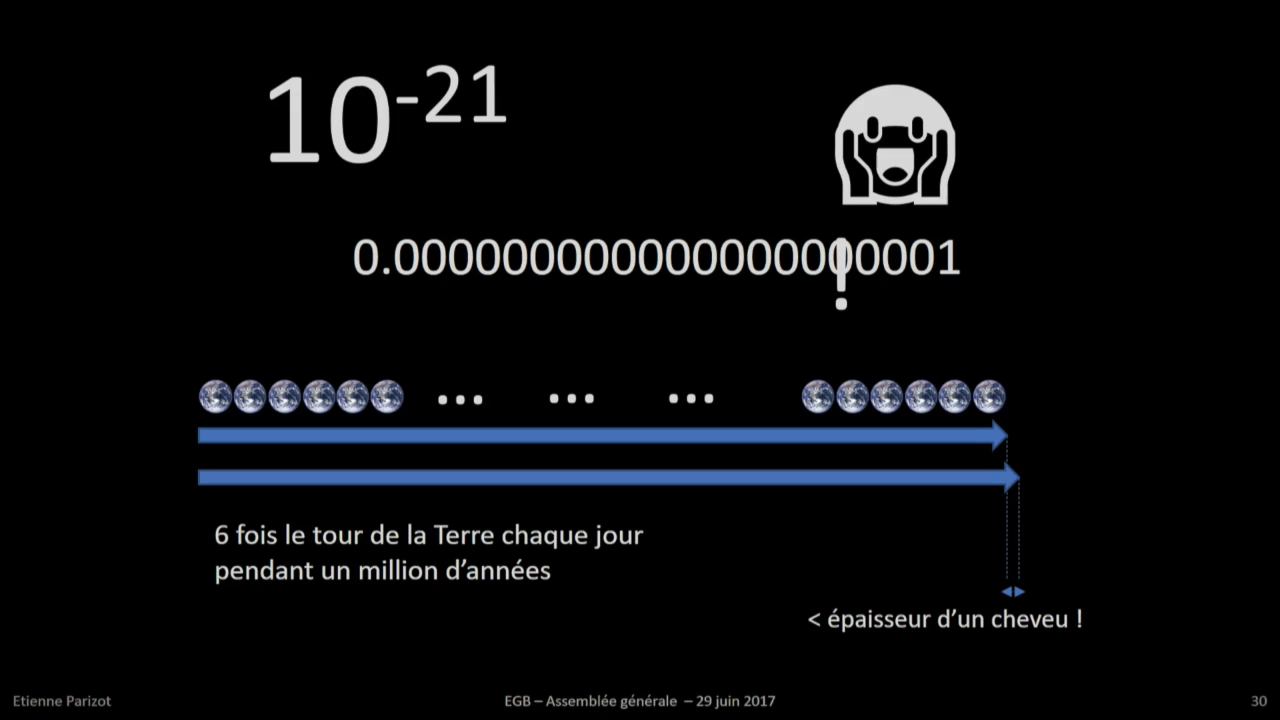 10⁻²¹
0.000000000000000000001
!
... ... ...
6 fois le tour de la Terre chaque jour
pendant un million d’années
< épaisseur d’un cheveu !
Etienne Parizot
EGB – Assemblée générale – 29 juin 2017
30